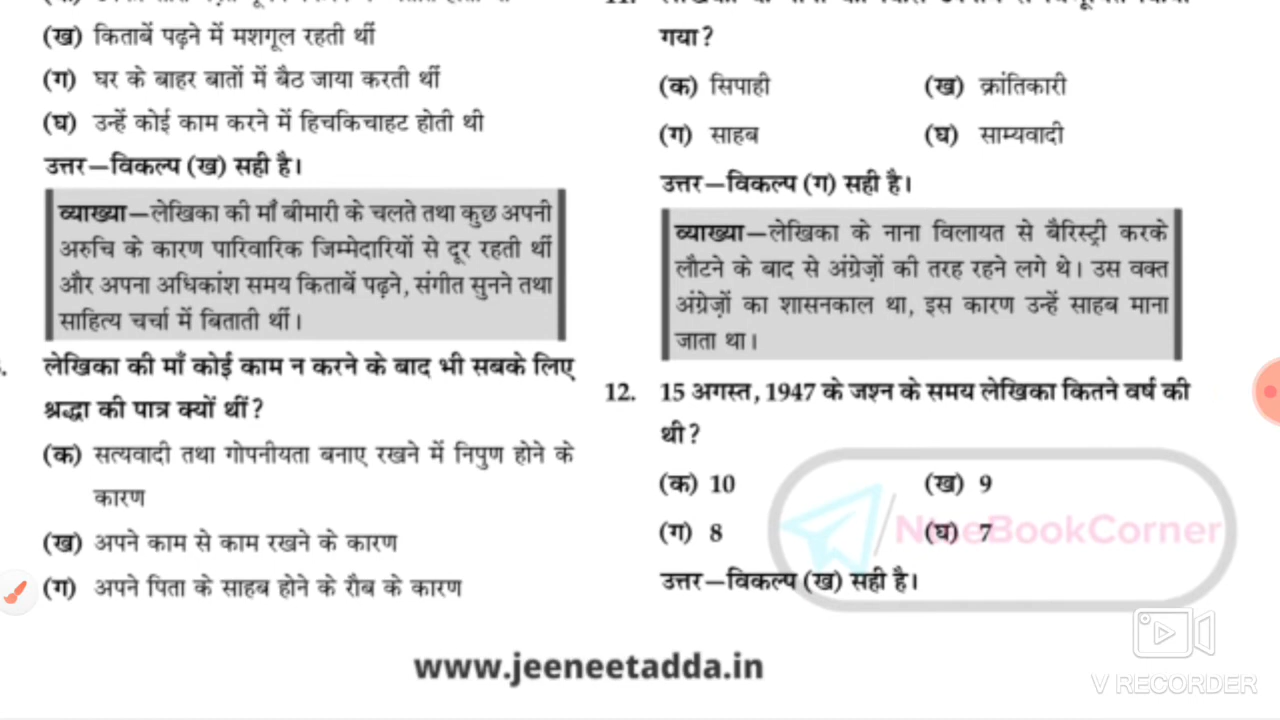 (ख) किताबें पढ़ने में मशगूल रहती थीं
(ग) घर के बाहर बातों में बैठ जाया करती थीं
(घ) उन्हें कोई काम करने में हिचकिचाहट होती थी
उत्तर—विकल्प (ख) सही है।
व्याख्या—लेखिका की माँ बीमारी के चलते तथा कुछ अपनी
अरुचि के कारण पारिवारिक जिम्मेदारियों से दूर रहती थीं
और अपना अधिकांश समय किताबें पढ़ने, संगीत सुनने तथा
साहित्य चर्चा में बिताती थीं।
लेखिका की माँ कोई काम न करने के बाद भी सबके लिए
श्रद्धा की पात्र क्यों थीं?
(क) सत्यवादी तथा गोपनीयता बनाए रखने में निपुण होने के
कारण
(ख) अपने काम से काम रखने के कारण
(ग) अपने पिता के साहब होने के रौब के कारण
गया?
(क) सिपाही (ख) क्रांतिकारी
(ग) साहब (घ) साम्यवादी
उत्तर—विकल्प (ग) सही है।
व्याख्या—लेखिका के नाना विलायत से बैरिस्ट्री करके
लौटने के बाद से अंग्रेज़ों की तरह रहने लगे थे। उस वक्त
अंग्रेज़ों का शासनकाल था, इस कारण उन्हें साहब माना
जाता था।
12. 15 अगस्त, 1947 के जश्न के समय लेखिका कितने वर्ष की
थी?
(क) 10 (ख) 9
(ग) 8 (घ) 7
उत्तर—विकल्प (ख) सही है।
BookCorner
www.jeeneetadda.in
V RECORDER